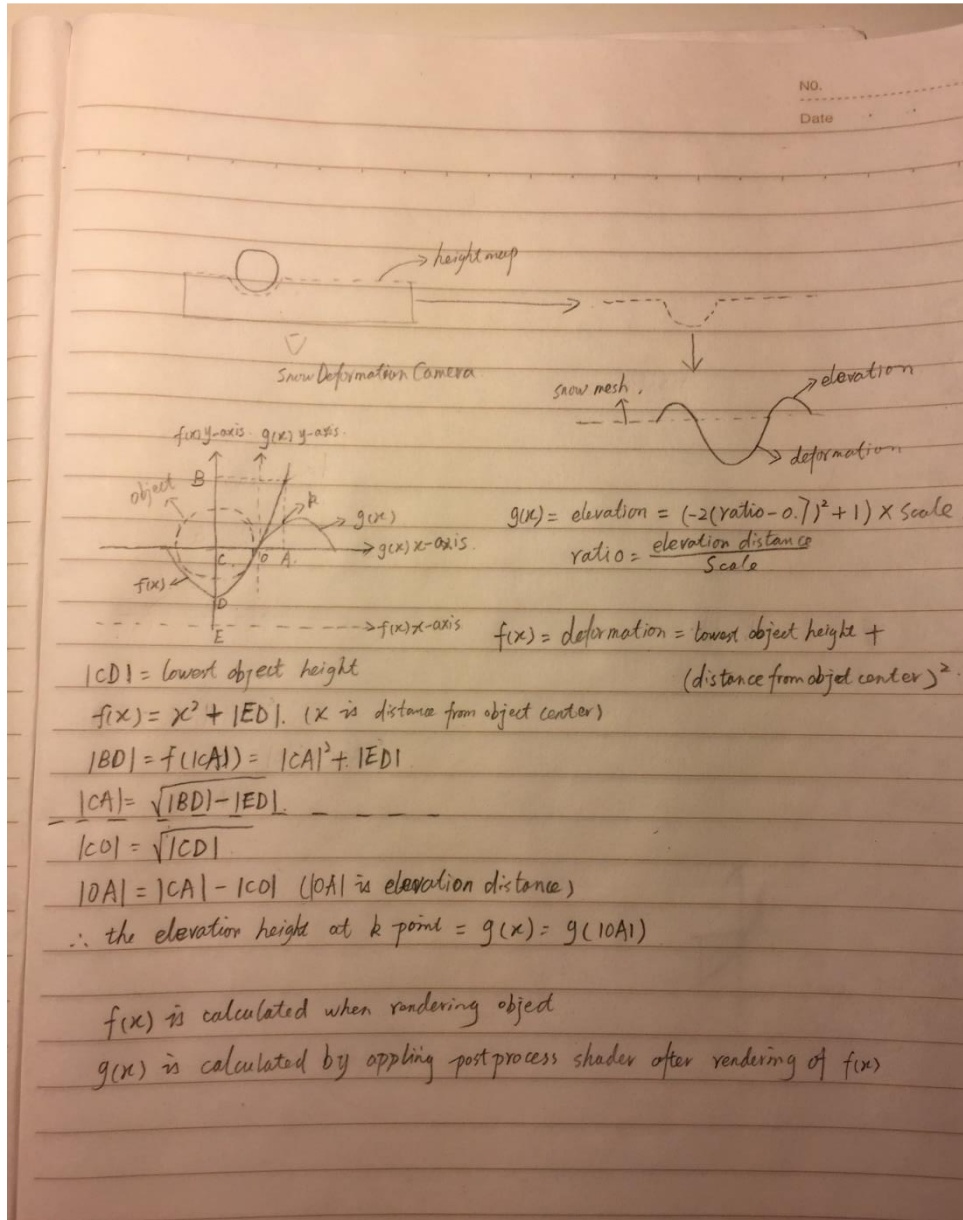 NO.
Date
height map
Snow Deformation Camera
snow mesh.
elevation
deformation
f(x) y-axis. g(x) y-axis.
B
object
k
g(x)
g(x) x-axis.
C. O A.
f(x)
D
E
f(x) x-axis
g(x) = elevation = (-2(ratio-0.7)²+1) × Scale
ratio = elevation distance / Scale
f(x) = deformation = lowest object height +
(distance from objet center)².
|CD| = lowest object height
f(x) = x² + |ED|. (x is distance from object center)
|BD| = f(|CA|) = |CA|² + |ED|
|CA| = √|BD|-|ED|.
|CO| = √|CD|
|OA| = |CA| - |CO| (|OA| is elevation distance)
∴ the elevation height at k point = g(x) = g(|OA|)
f(x) is calculated when rendering objed
g(x) is calculated by appling postprocess shader after rendering of f(x)